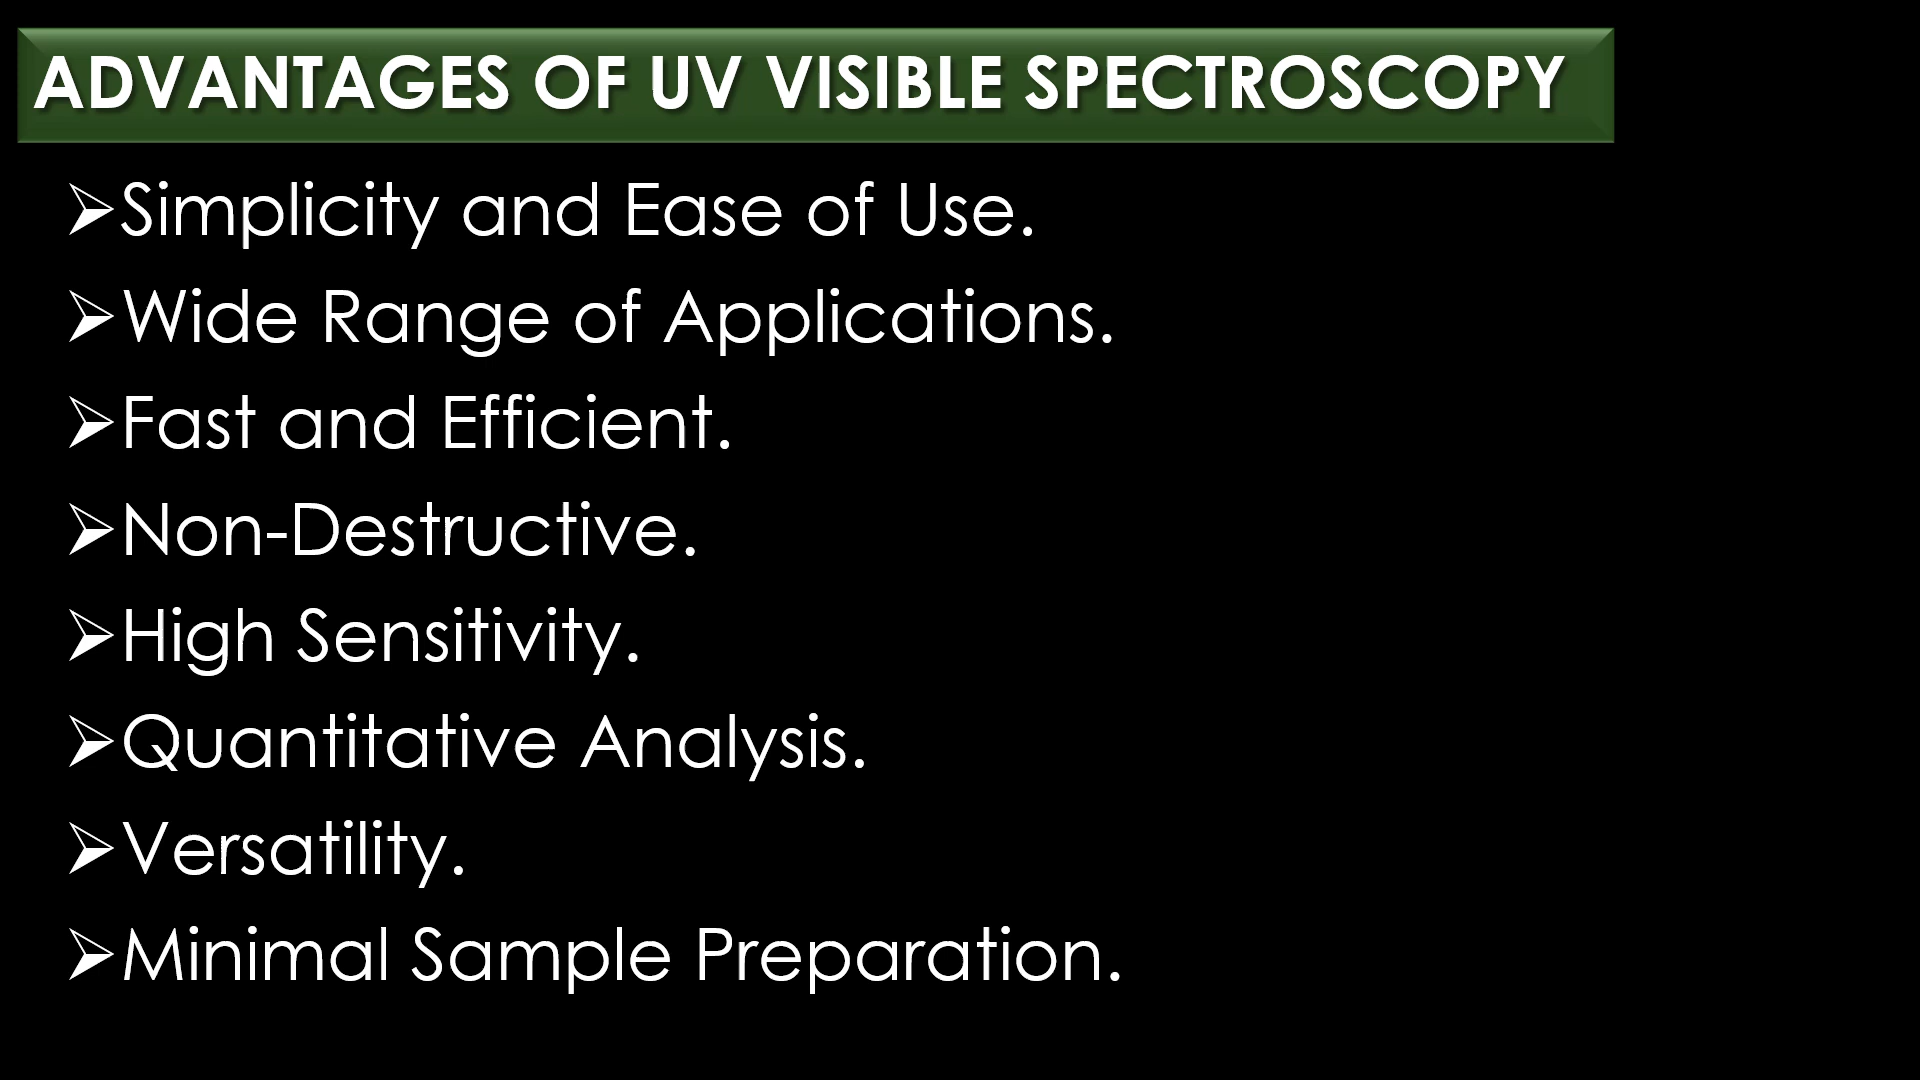 ADVANTAGES OF UV VISIBLE SPECTROSCOPY
➢Simplicity and Ease of Use.
➢Wide Range of Applications.
➢Fast and Efficient.
➢Non-Destructive.
➢High Sensitivity.
➢Quantitative Analysis.
➢Versatility.
➢Minimal Sample Preparation.